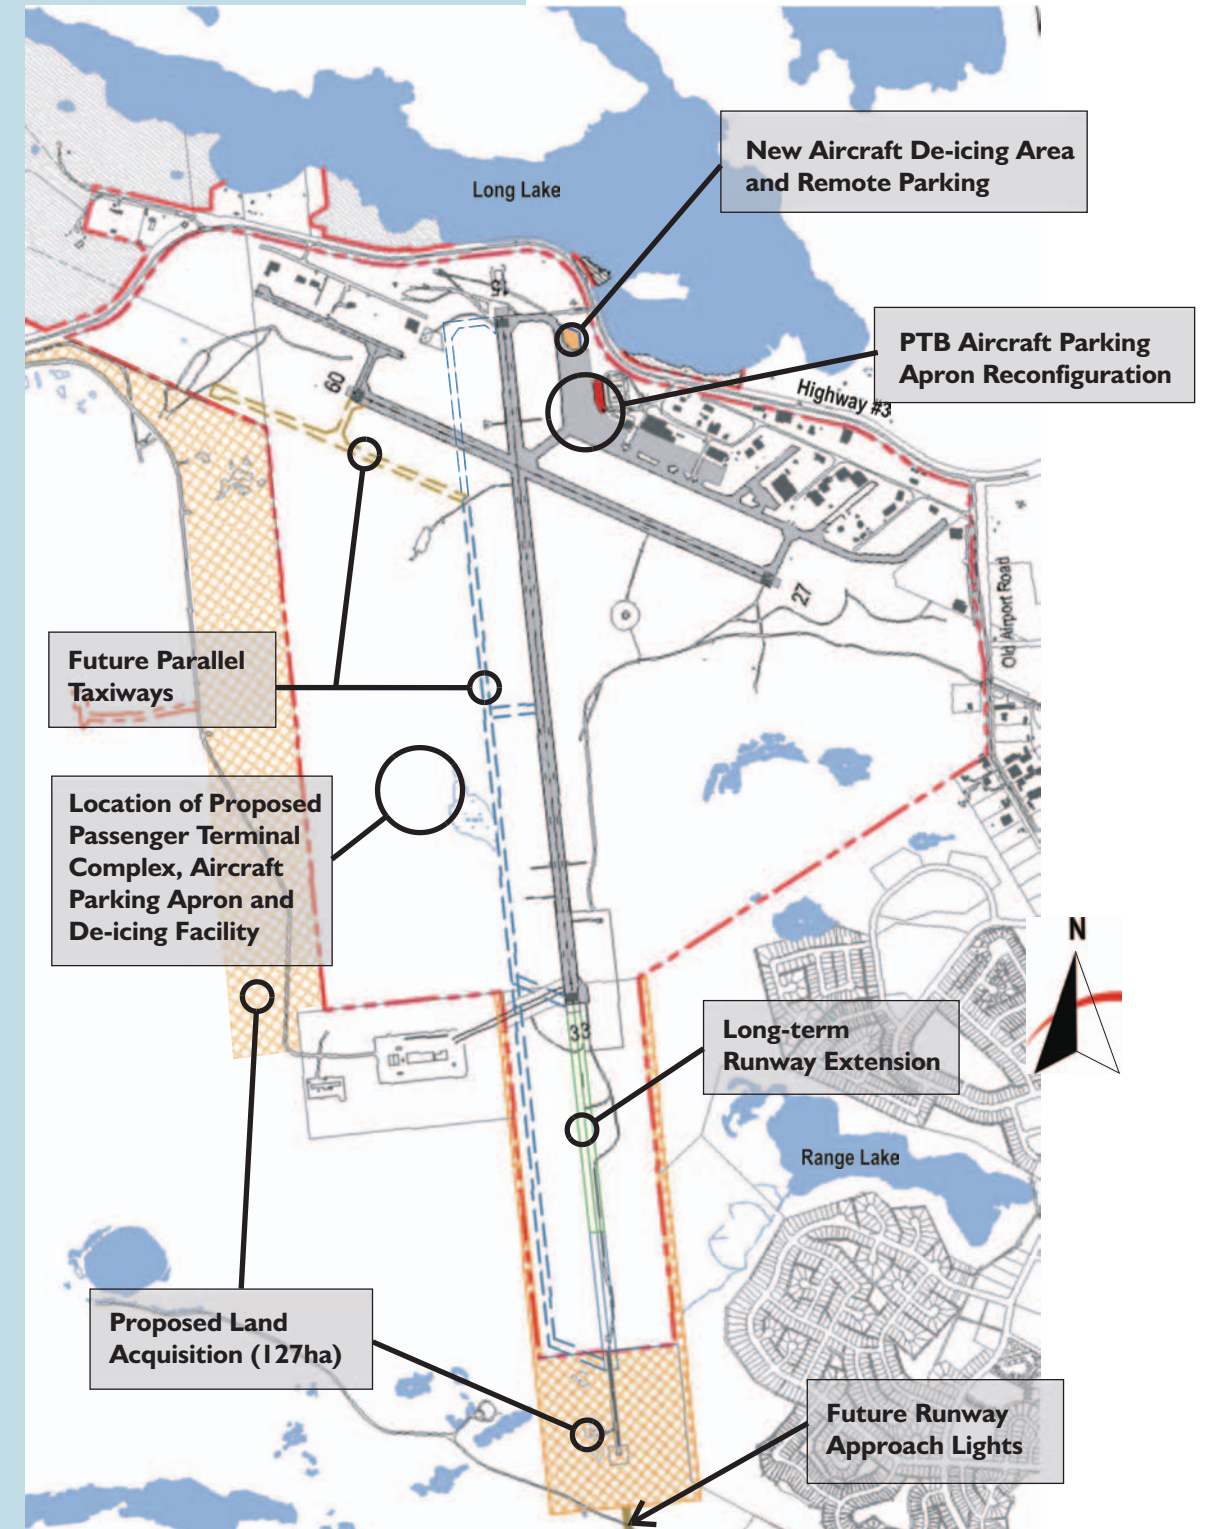 New Aircraft De-icing Area
and Remote Parking
Long Lake
15
PTB Aircraft Parking
Apron Reconfiguration
Highway #3
09
27
Old Airport Road
Future Parallel
Taxiways
Location of Proposed
Passenger Terminal
Complex, Aircraft
Parking Apron and
De-icing Facility
N
33
Long-term
Runway Extension
Range Lake
Proposed Land
Acquisition (127ha)
Future Runway
Approach Lights